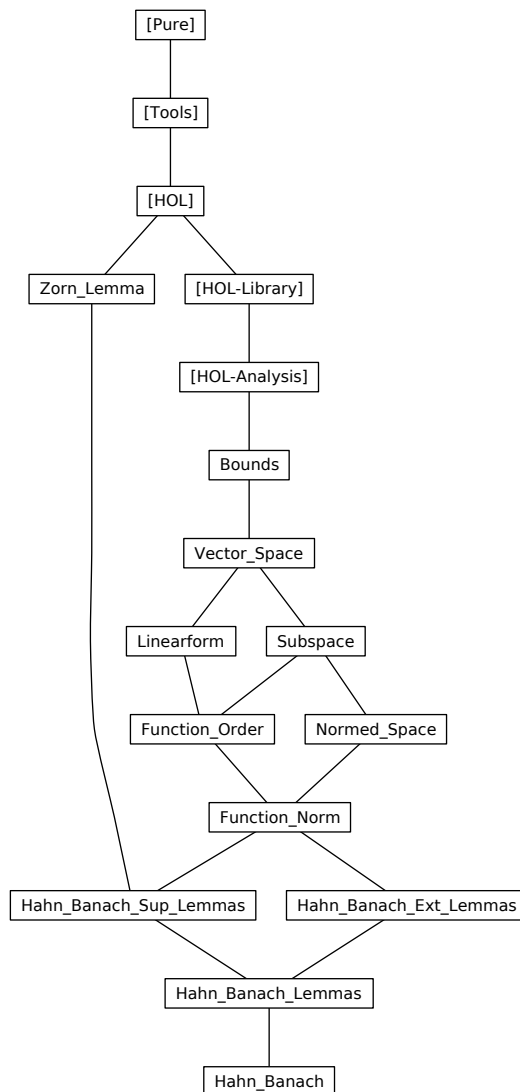 [Pure]
[Tools]
[HOL]
Zorn_Lemma
[HOL-Library]
[HOL-Analysis]
Bounds
Vector_Space
Linearform
Subspace
Function_Order
Normed_Space
Function_Norm
Hahn_Banach_Sup_Lemmas
Hahn_Banach_Ext_Lemmas
Hahn_Banach_Lemmas
Hahn_Banach